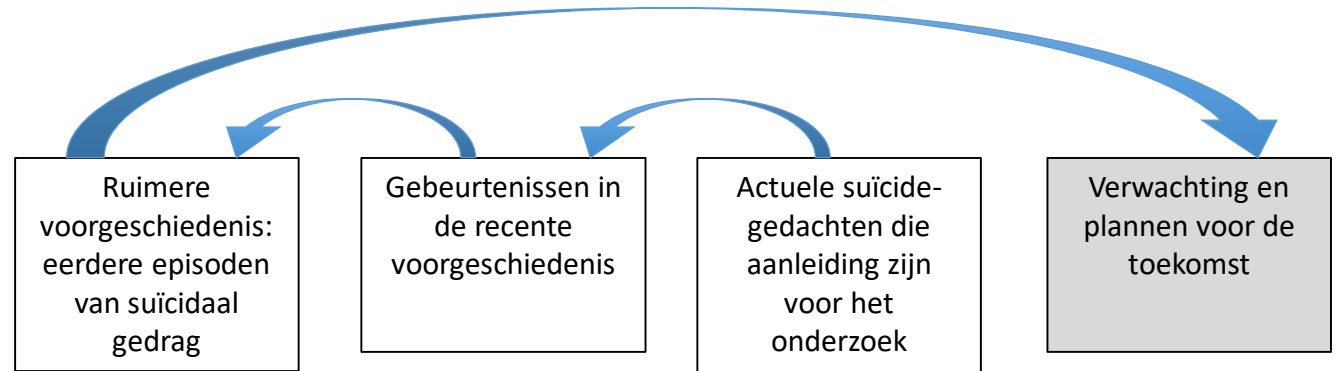 Ruimere
voorgeschiedenis:
eerdere episoden
van suïcidaal
gedrag
Gebeurtenissen in
de recente
voorgeschiedenis
Actuele suïcide-
gedachten die
aanleiding zijn
voor het
onderzoek
Verwachting en
plannen voor de
toekomst